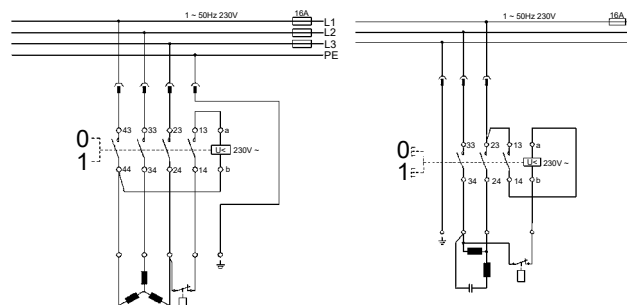 1 ~ 50Hz 230V 16A
L1
L2
L3
PE
43 33 23 13 a
0
1
U< 230V ~
44 34 24 14 b
1 ~ 50Hz 230V 16A
33 23 13 a
0
1
U< 230V ~
34 24 14 b